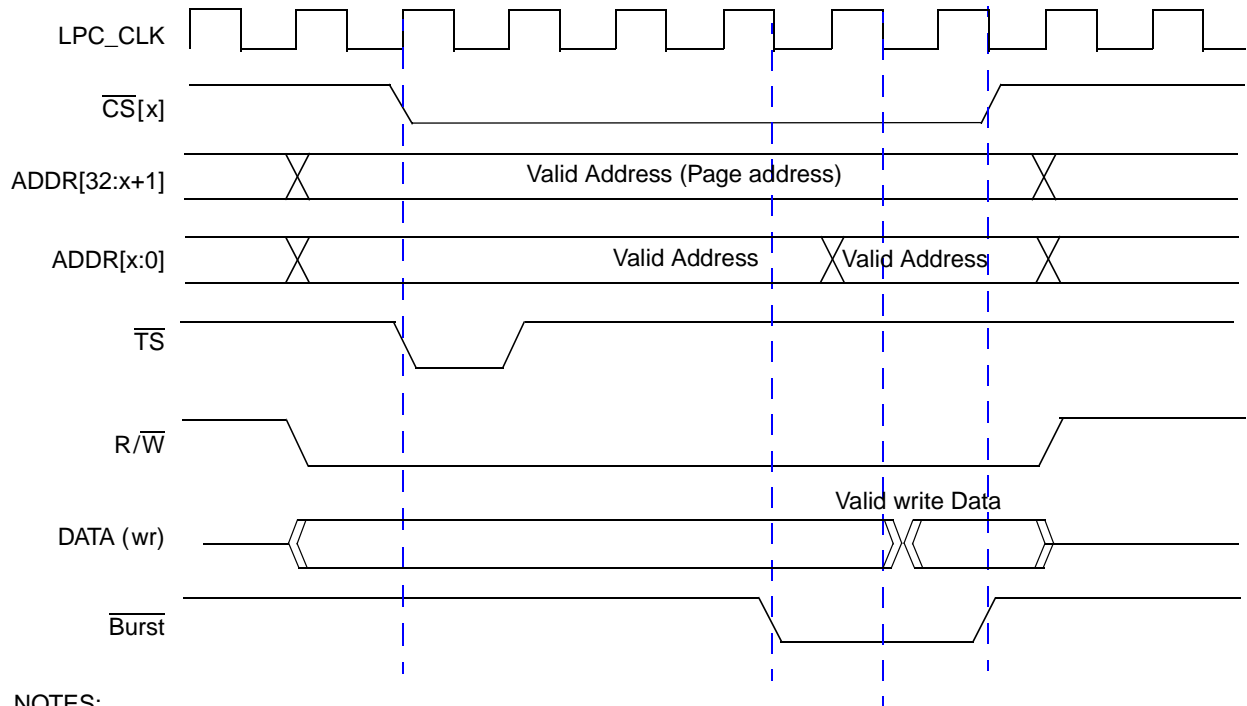 LPC_CLK
CS[x]
ADDR[32:x+1]
Valid Address (Page address)
ADDR[x:0]
Valid Address
Valid Address
TS
R/W
Valid write Data
DATA (wr)
Burst
NOTES: